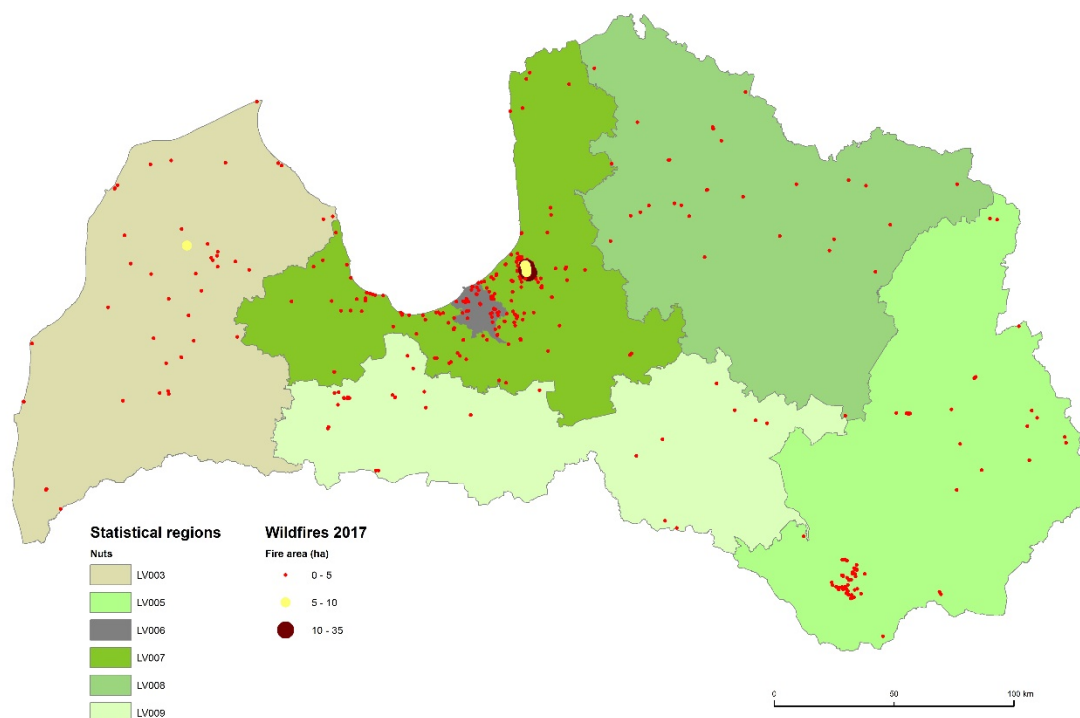 Statistical regions
Nuts
LV003
LV005
LV006
LV007
LV008
LV009
Wildfires 2017
Fire area (ha)
0 - 5
5 - 10
10 - 35
0 50 100 km